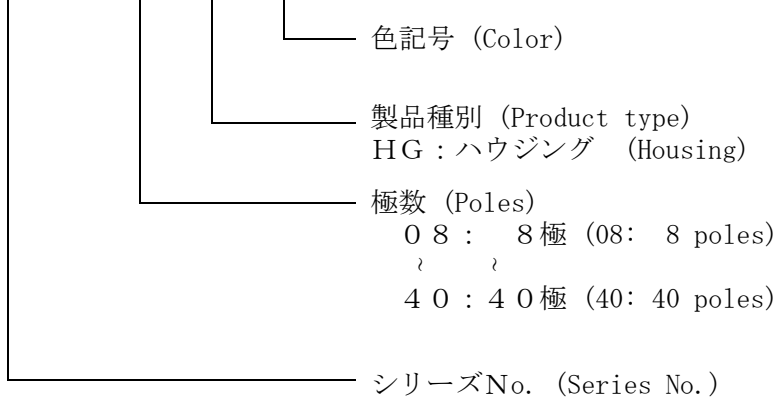 色記号 (Color)
製品種別 (Product type)
ＨＧ：ハウジング (Housing)
極数 (Poles)
０８： ８極 (08: 8 poles)
～ ～
４０：４０極 (40: 40 poles)
シリーズNo. (Series No.)